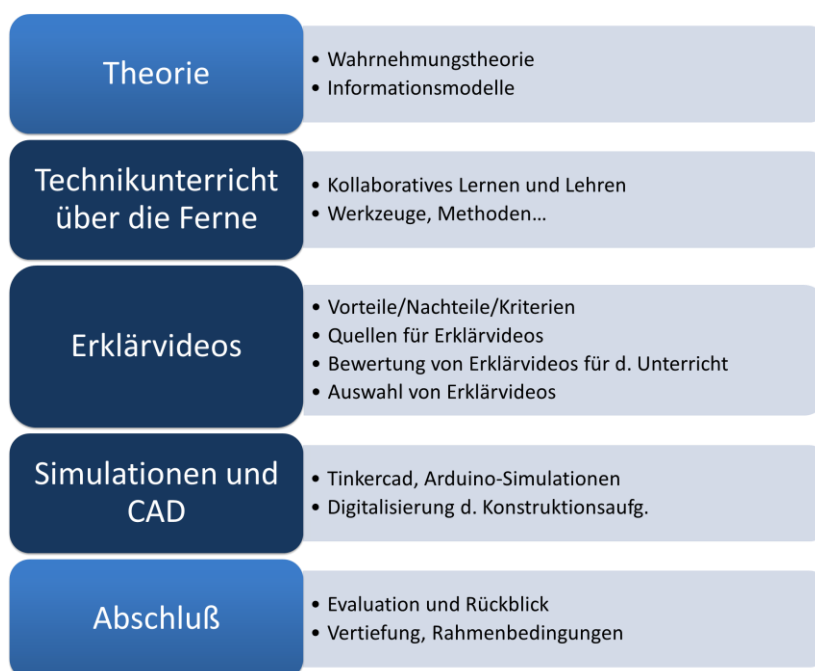 Theorie
• Wahrnehmungstheorie
• Informationsmodelle
Technikunterricht
über die Ferne
• Kollaboratives Lernen und Lehren
• Werkzeuge, Methoden…
Erklärvideos
• Vorteile/Nachteile/Kriterien
• Quellen für Erklärvideos
• Bewertung von Erklärvideos für d. Unterricht
• Auswahl von Erklärvideos
Simulationen und
CAD
• Tinkercad, Arduino-Simulationen
• Digitalisierung d. Konstruktionsaufg.
Abschluß
• Evaluation und Rückblick
• Vertiefung, Rahmenbedingungen